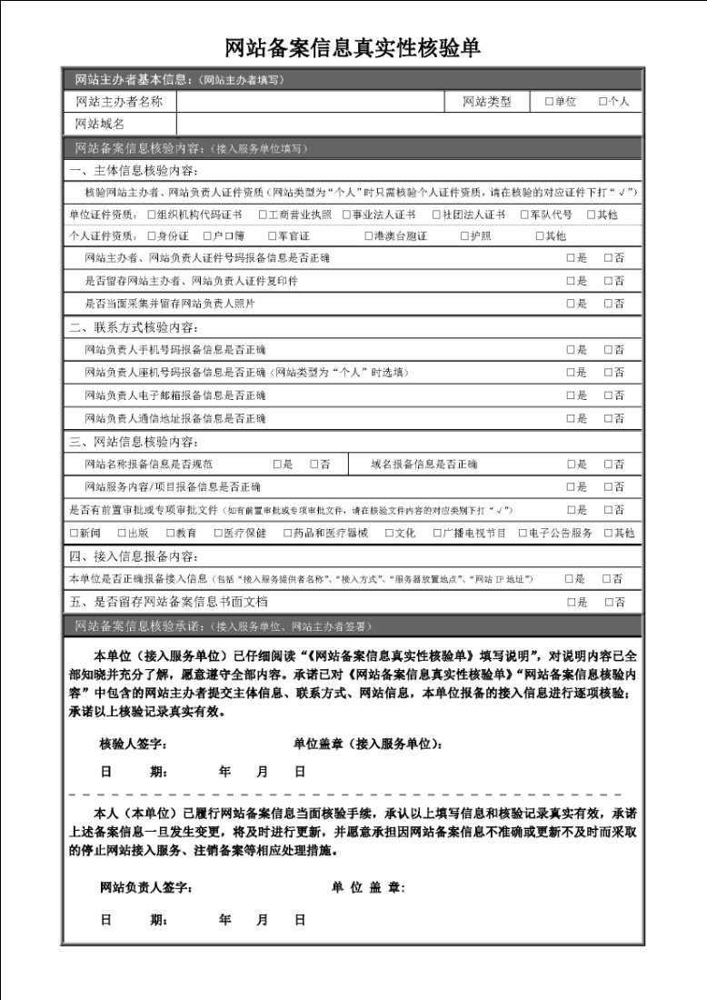 网站备案信息真实性核验单
网站主办者基本信息：（网站主办者填写）
网站主办者名称 网站类型 □单位 □个人
网站域名
网站备案信息核验内容：（接入服务单位填写）
一、主体信息核验内容：
核验网站主办者、网站负责人证件资质（网站类型为“个人”时只需核验个人证件资质，请在核验的对应证件下打“√”）
单位证件资质： □组织机构代码证书 □工商营业执照 □事业法人证书 □社团法人证书 □军队代号 □其他
个人证件资质： □身份证 □户口簿 □军官证 □港澳台胞证 □护照 □其他
网站主办者、网站负责人证件号码报备信息是否正确 □是 □否
是否留存网站主办者、网站负责人证件复印件 □是 □否
是否当面采集并留存网站负责人照片 □是 □否
二、联系方式核验内容：
网站负责人手机号码报备信息是否正确 □是 □否
网站负责人座机号码报备信息是否正确（网站类型为“个人”时选填） □是 □否
网站负责人电子邮箱报备信息是否正确 □是 □否
网站负责人通信地址报备信息是否正确 □是 □否
三、网站信息核验内容：
网站名称报备信息是否规范 □是 □否 域名报备信息是否正确 □是 □否
网站服务内容/项目报备信息是否正确 □是 □否
是否有前置审批或专项审批文件（如有前置审批或专项审批文件，请在核验文件内容的对应类别下打“√”） □是 □否
□新闻 □出版 □教育 □医疗保健 □药品和医疗器械 □文化 □广播电视节目 □电子公告服务 □其他
四、接入信息报备内容：
本单位是否正确报备接入信息（包括“接入服务提供者名称”、“接入方式”、“服务器放置地点”、“网站 IP 地址”） □是 □否
五、是否留存网站备案信息书面文档 □是 □否
网站备案信息核验承诺：（接入服务单位、网站主办者签署）
本单位（接入服务单位）已仔细阅读“《网站备案信息真实性核验单》填写说明”，对说明内容已全
部知晓并充分了解，愿意遵守全部内容。承诺已对《网站备案信息真实性核验单》“网站备案信息核验内
容”中包含的网站主办者提交主体信息、联系方式、网站信息，本单位报备的接入信息进行逐项核验；
承诺以上核验记录真实有效。
核验人签字： 单位盖章（接入服务单位）：
日 期： 年 月 日
本人（本单位）已履行网站备案信息当面核验手续，承认以上填写信息和核验记录真实有效，承诺
上述备案信息一旦发生变更，将及时进行更新，并愿意承担因网站备案信息不准确或更新不及时而采取
的停止网站接入服务、注销备案等相应处理措施。
网站负责人签字： 单 位 盖 章：
日 期： 年 月 日